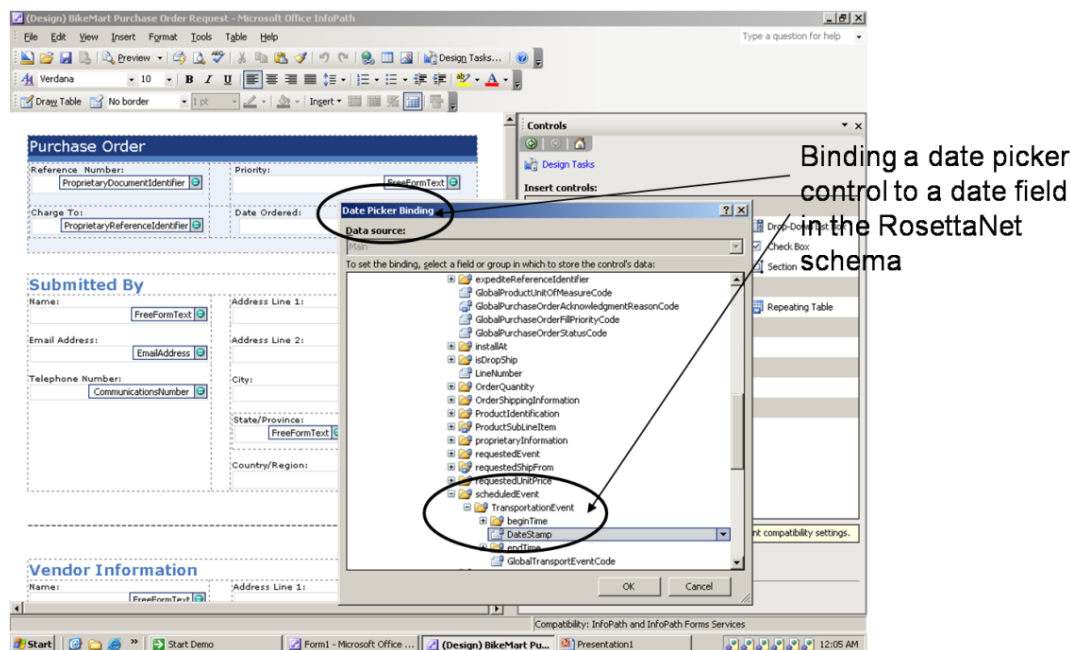 (Design) BikeMart Purchase Order Request - Microsoft Office InfoPath
File Edit View Insert Format Tools Table Help
Type a question for help
Preview
Design Tasks...
Verdana 10 B I U
Draw Table No border 1 pt Insert
Purchase Order
Reference Number:
ProprietaryDocumentIdentifier
Priority:
FreeFormText
Charge To:
ProprietaryReferenceIdentifier
Date Ordered:
Submitted By
Name:
FreeFormText
Address Line 1:
Email Address:
EmailAddress
Address Line 2:
Telephone Number:
CommunicationsNumber
City:
State/Province:
FreeFormText
Country/Region:
Vendor Information
Name:
FreeFormText
Address Line 1:
Controls
Design Tasks
Insert controls:
Drop-Down List Box
Check Box
Section
Repeating Table
nt compatibility settings.
Date Picker Binding
Data source:
Main
To set the binding, select a field or group in which to store the control's data:
expediteReferenceIdentifier
GlobalProductUnitOfMeasureCode
GlobalPurchaseOrderAcknowledgmentReasonCode
GlobalPurchaseOrderFillPriorityCode
GlobalPurchaseOrderStatusCode
installAt
isDropShip
LineNumber
OrderQuantity
OrderShippingInformation
ProductIdentification
ProductSubLineItem
proprietaryInformation
requestedEvent
requestedShipFrom
requestedUnitPrice
scheduledEvent
TransportationEvent
beginTime
DateStamp
endTime
GlobalTransportEventCode
OK Cancel
Binding a date picker
control to a date field
in the RosettaNet
schema
Compatibility: InfoPath and InfoPath Forms Services
Start
Start Demo
Form1 - Microsoft Office ...
(Design) BikeMart Pu...
Presentation1
12:05 AM